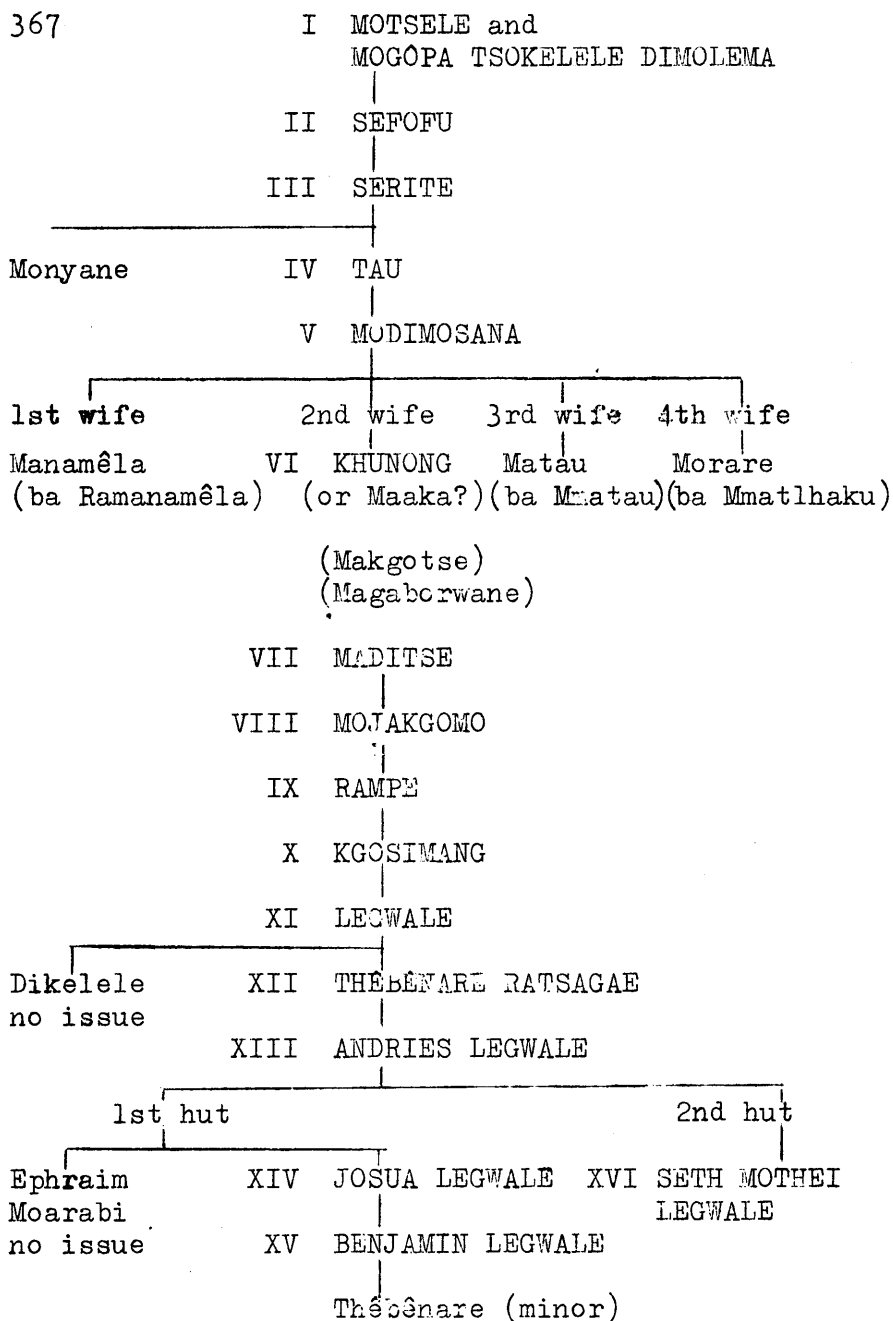 367 I MOTSELE and
MOGÔPA TSOKELELE DIMOLEMA
II SEFOFU
III SERITE
Monyane IV TAU
V MODIMOSANA
1st wife 2nd wife 3rd wife 4th wife
Manamêla VI KHUNONG Matau Morare
(ba Ramanamêla) (or Maaka?) (ba Mmatau) (ba Mmatlhaku)
(Makgotse)
(Magaborwane)
VII MADITSE
VIII MOJAKGOMO
IX RAMPE
X KGOSIMANG
XI LEGWALE
Dikelele XII THÊBÊNARE RATSAGAE
no issue
XIII ANDRIES LEGWALE
1st hut 2nd hut
Ephraim XIV JOSUA LEGWALE XVI SETH MOTHEI
Moarabi LEGWALE
no issue XV BENJAMIN LEGWALE
Thêbênare (minor)